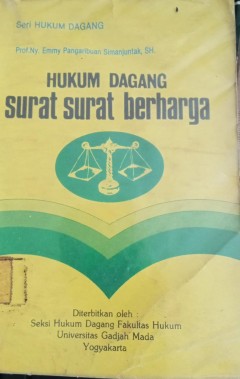 Seri HUKUM DAGANG
Prof. Ny. Emmy Pangaribuan Simanjuntak, SH.
HUKUM DAGANG
surat surat berharga
Diterbitkan oleh :
Seksi Hukum Dagang Fakultas Hukum
Universitas Gadjah Mada
Yogyakarta